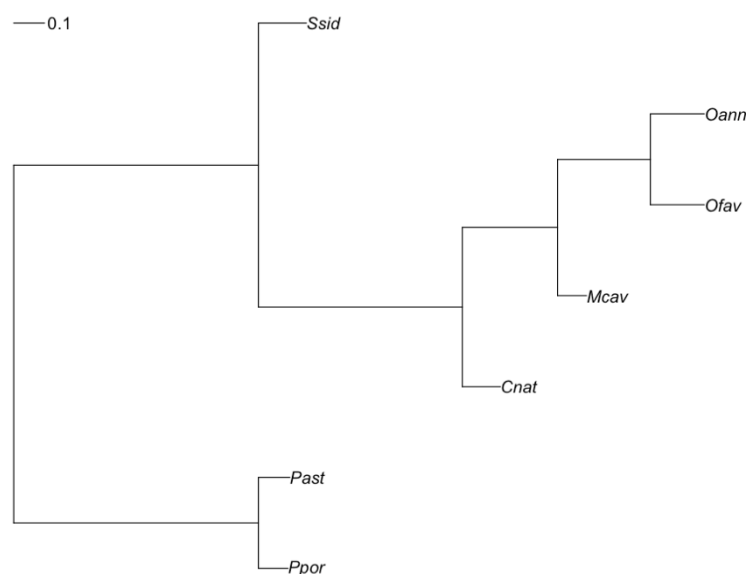 0.1
Ssid
Oann
Ofav
Mcav
Cnat
Past
Ppor